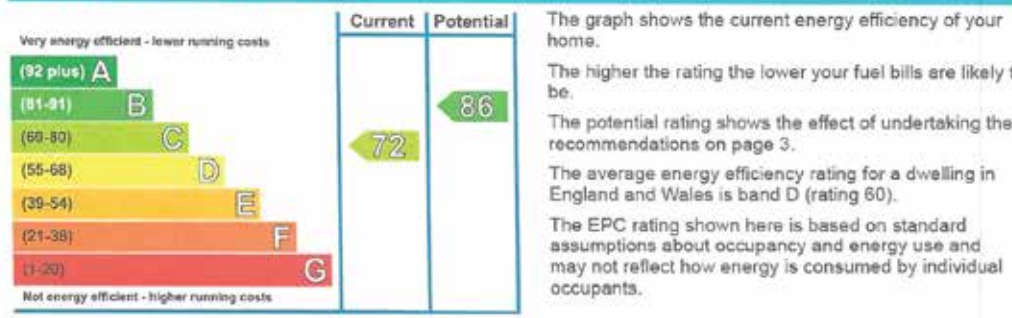 Current Potential
Very energy efficient - lower running costs
(92 plus) A
(81-91) B
(69-80) C
(55-68) D
(39-54) E
(21-38) F
(1-20) G
Not energy efficient - higher running costs
72
86
The graph shows the current energy efficiency of your
home.
The higher the rating the lower your fuel bills are likely t
be.
The potential rating shows the effect of undertaking the
recommendations on page 3.
The average energy efficiency rating for a dwelling in
England and Wales is band D (rating 60).
The EPC rating shown here is based on standard
assumptions about occupancy and energy use and
may not reflect how energy is consumed by individual
occupants.